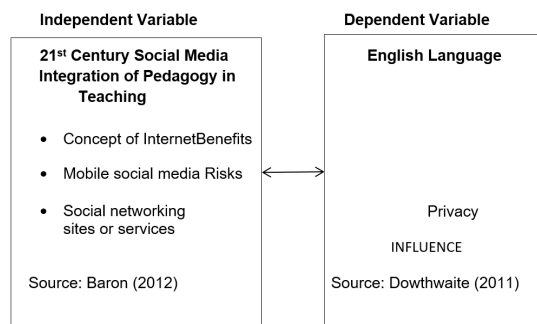 Independent Variable
21st Century Social Media
Integration of Pedagogy in
Teaching
• Concept of InternetBenefits
• Mobile social media Risks
• Social networking
sites or services
Source: Baron (2012)
Dependent Variable
English Language
Privacy
INFLUENCE
Source: Dowthwaite (2011)